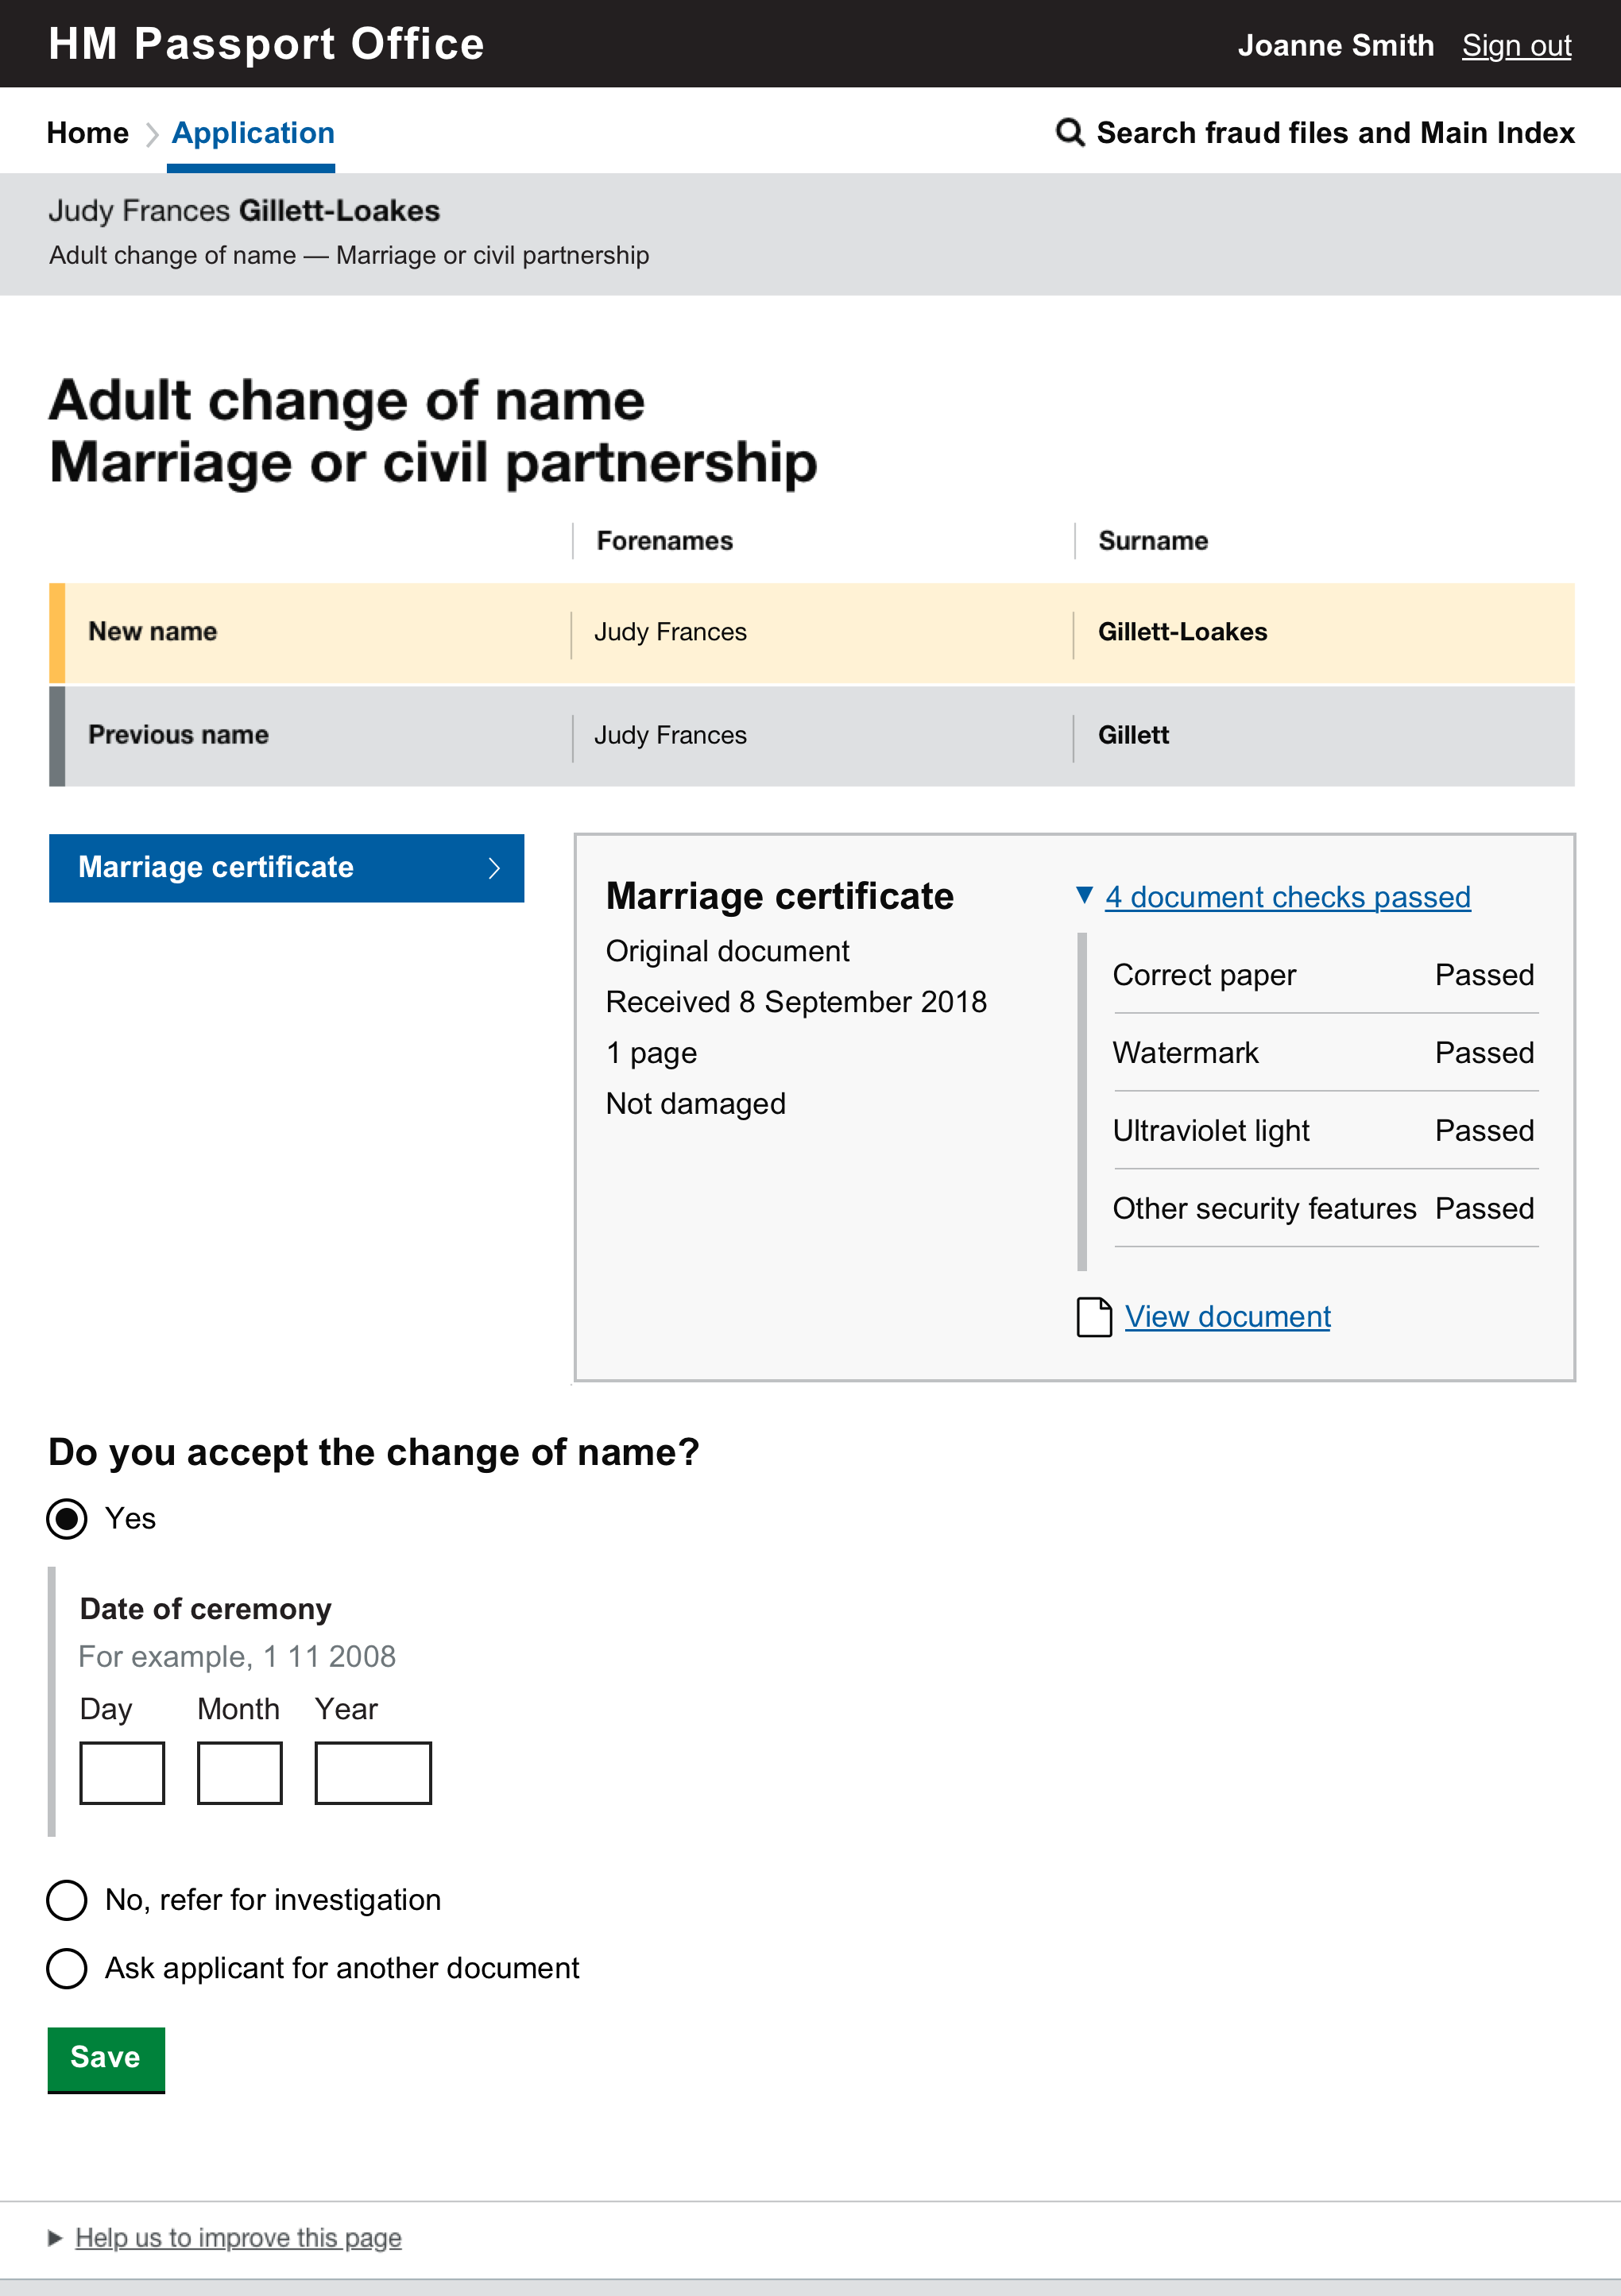 HM Passport Office
Joanne Smith Sign out
Home Application
Search fraud files and Main Index
Judy Frances Gillett-Loakes
Adult change of name — Marriage or civil partnership
Adult change of name
Marriage or civil partnership
Forenames Surname
New name Judy Frances Gillett-Loakes
Previous name Judy Frances Gillett
Marriage certificate
Marriage certificate
Original document
Received 8 September 2018
1 page
Not damaged
4 document checks passed
Correct paper Passed
Watermark Passed
Ultraviolet light Passed
Other security features Passed
View document
Do you accept the change of name?
Yes
Date of ceremony
For example, 1 11 2008
Day Month Year
No, refer for investigation
Ask applicant for another document
Save
Help us to improve this page